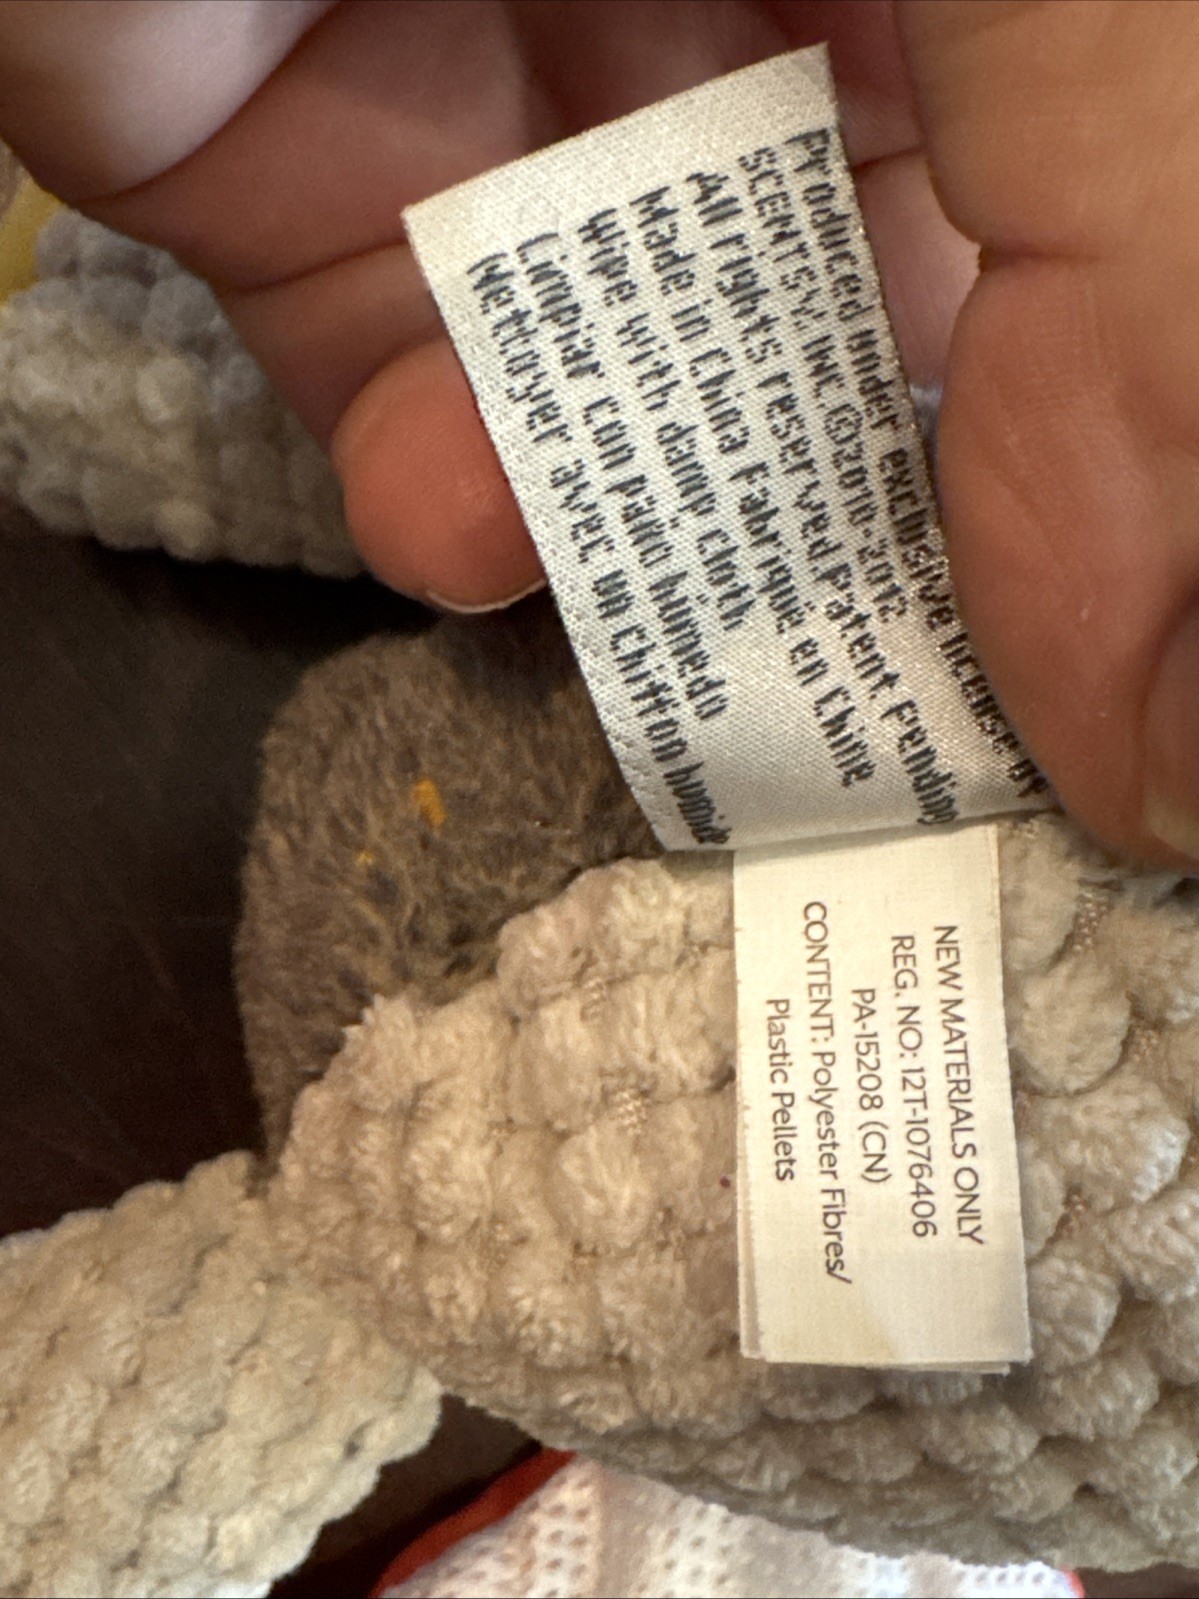 Produced under exclusive license by
SCENTSY, INC. ©2010-2012
All rights reserved.Patent Pending
Made in China Fabriqué en Chine
Wipe with damp cloth
Limpiar con paño húmedo
Nettoyer avec un chiffon humide
NEW MATERIALS ONLY
REG. NO: 12T-1076406
PA-15208 (CN)
CONTENT: Polyester Fibres/
Plastic Pellets